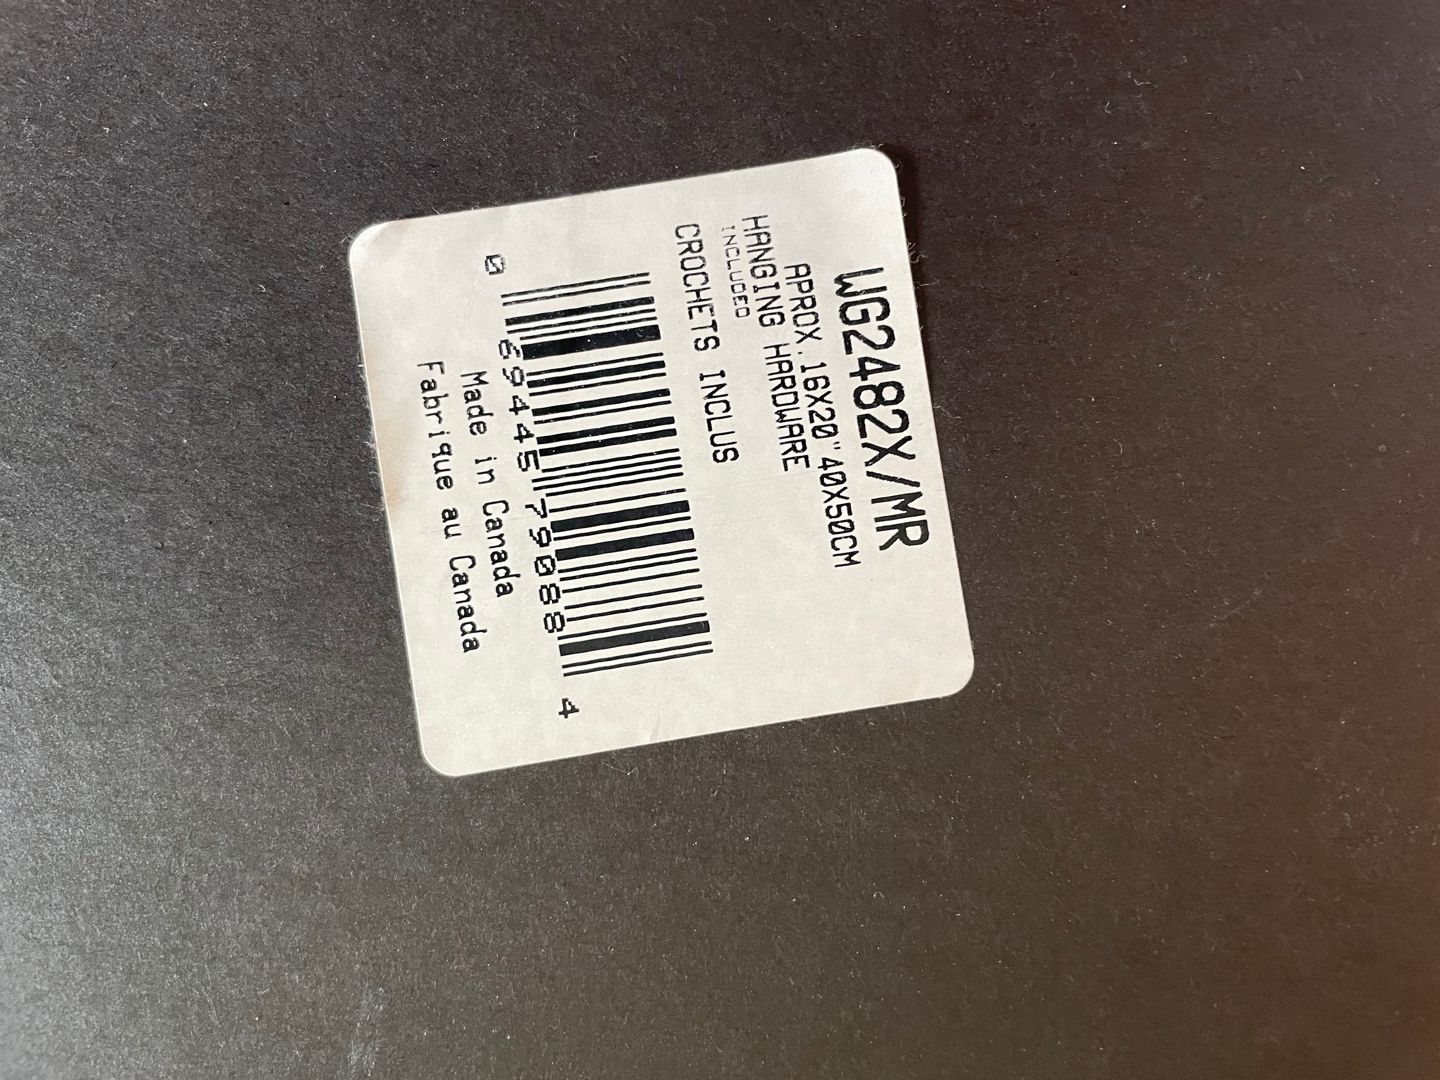 WG2482X/MR
APROX.16X20"40X50CM
HANGING HARDWARE
INCLUDED
CROCHETS INCLUS
0 69445 79088 4
Made in Canada
Fabrique au Canada